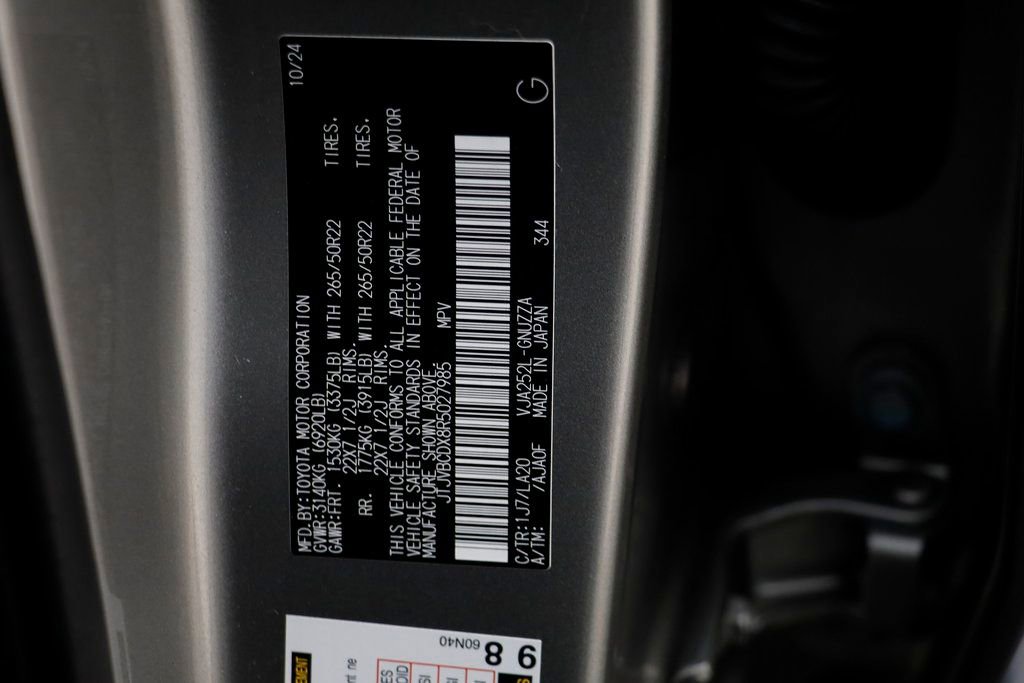 10/24
MFD.BY:TOYOTA MOTOR CORPORATION
GVWR:3140KG (6920LB)
GAWR:FRT. 1530KG (3375LB) WITH 265/50R22 TIRES.
22X7 1/2J RIMS.
RR. 1775KG (3915LB) WITH 265/50R22 TIRES.
22X7 1/2J RIMS.
THIS VEHICLE CONFORMS TO ALL APPLICABLE FEDERAL MOTOR
VEHICLE SAFETY STANDARDS IN EFFECT ON THE DATE OF
MANUFACTURE SHOWN ABOVE.
JTJVBCDX8R5027985 MPV
C/TR:1J7/LA20 VJA252L-GNUZZA 344
A/TM: /AJA0F MADE IN JAPAN
G
60N40
9 8